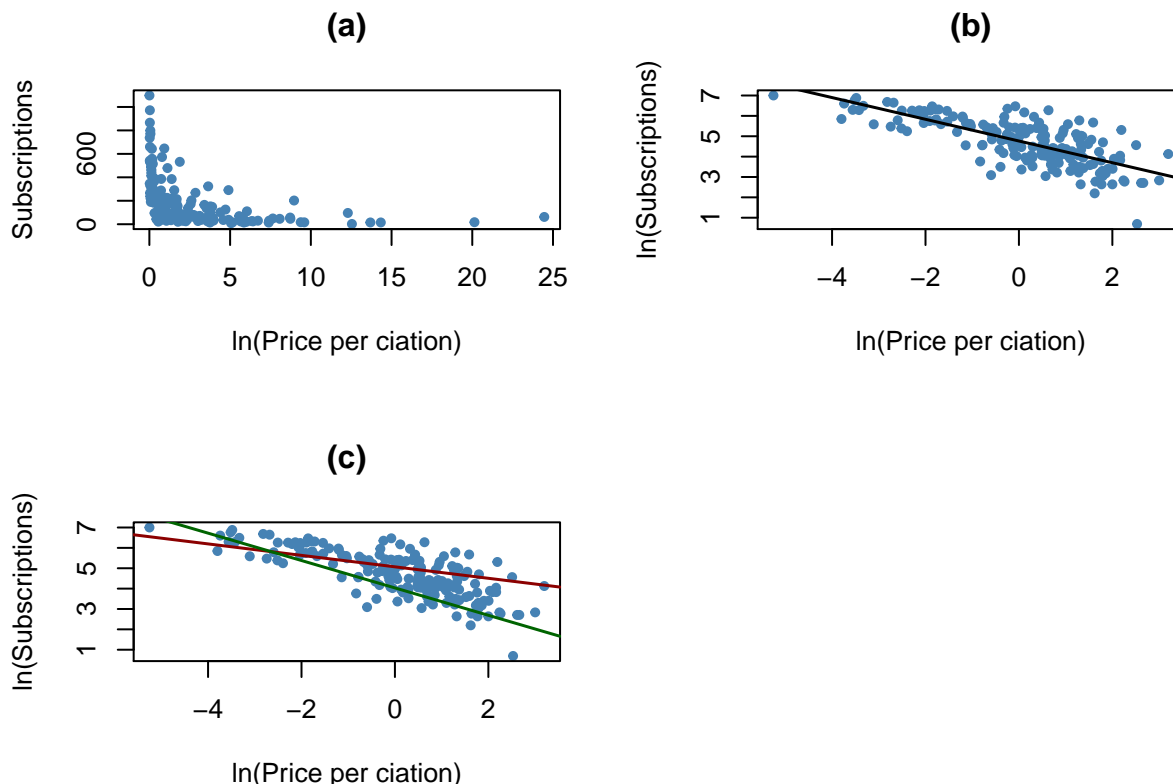 (a)
Subscriptions
600
0
0 5 10 15 20 25
ln(Price per ciation)
(b)
ln(Subscriptions)
7
5
3
1
−4 −2 0 2
ln(Price per ciation)
(c)
ln(Subscriptions)
7
5
3
1
−4 −2 0 2
ln(Price per ciation)